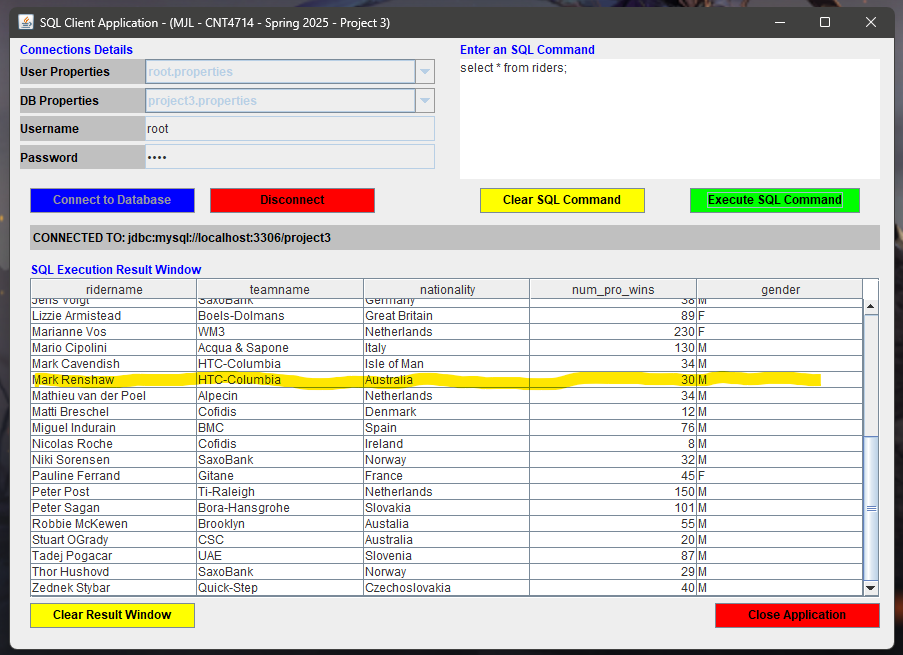 SQL Client Application - (MJL - CNT4714 - Spring 2025 - Project 3)
Connections Details
User Properties root.properties
DB Properties project3.properties
Username root
Password ••••
Enter an SQL Command
select * from riders;
Connect to Database Disconnect Clear SQL Command Execute SQL Command
CONNECTED TO: jdbc:mysql://localhost:3306/project3
SQL Execution Result Window
ridername teamname nationality num_pro_wins gender
Jens Voigt SaxoBank Germany 38 M
Lizzie Armistead Boels-Dolmans Great Britain 89 F
Marianne Vos WM3 Netherlands 230 F
Mario Cipolini Acqua & Sapone Italy 130 M
Mark Cavendish HTC-Columbia Isle of Man 34 M
Mark Renshaw HTC-Columbia Australia 30 M
Mathieu van der Poel Alpecin Netherlands 34 M
Matti Breschel Cofidis Denmark 12 M
Miguel Indurain BMC Spain 76 M
Nicolas Roche Cofidis Ireland 8 M
Niki Sorensen SaxoBank Norway 32 M
Pauline Ferrand Gitane France 45 F
Peter Post Ti-Raleigh Netherlands 150 M
Peter Sagan Bora-Hansgrohe Slovakia 101 M
Robbie McKewen Brooklyn Austalia 55 M
Stuart OGrady CSC Australia 20 M
Tadej Pogacar UAE Slovenia 87 M
Thor Hushovd SaxoBank Norway 29 M
Zednek Stybar Quick-Step Czechoslovakia 40 M
Clear Result Window Close Application